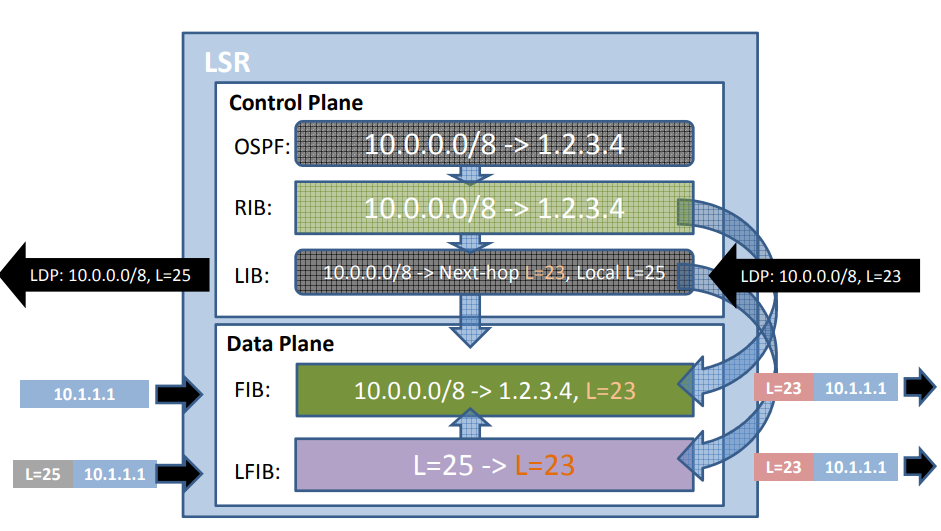 LSR
Control Plane
OSPF: 10.0.0.0/8 -> 1.2.3.4
RIB: 10.0.0.0/8 -> 1.2.3.4
LDP: 10.0.0.0/8, L=25
LIB: 10.0.0.0/8 -> Next-hop L=23, Local L=25
LDP: 10.0.0.0/8, L=23
Data Plane
10.1.1.1
FIB: 10.0.0.0/8 -> 1.2.3.4, L=23
L=23 10.1.1.1
L=25 10.1.1.1
LFIB: L=25 -> L=23
L=23 10.1.1.1